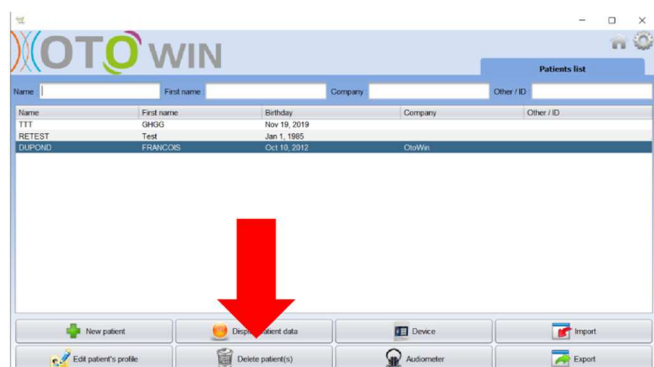 OTO WIN
Patients list
Name First name Company Other / ID
Name First name Birthday Company Other / ID
TTT GHGG Nov 19, 2019
RETEST Test Jan 1, 1985
DUPOND FRANCOIS Oct 10, 2012 OtoWin
New patient Display patient data Device Import
Edit patient's profile Delete patient(s) Audiometer Export